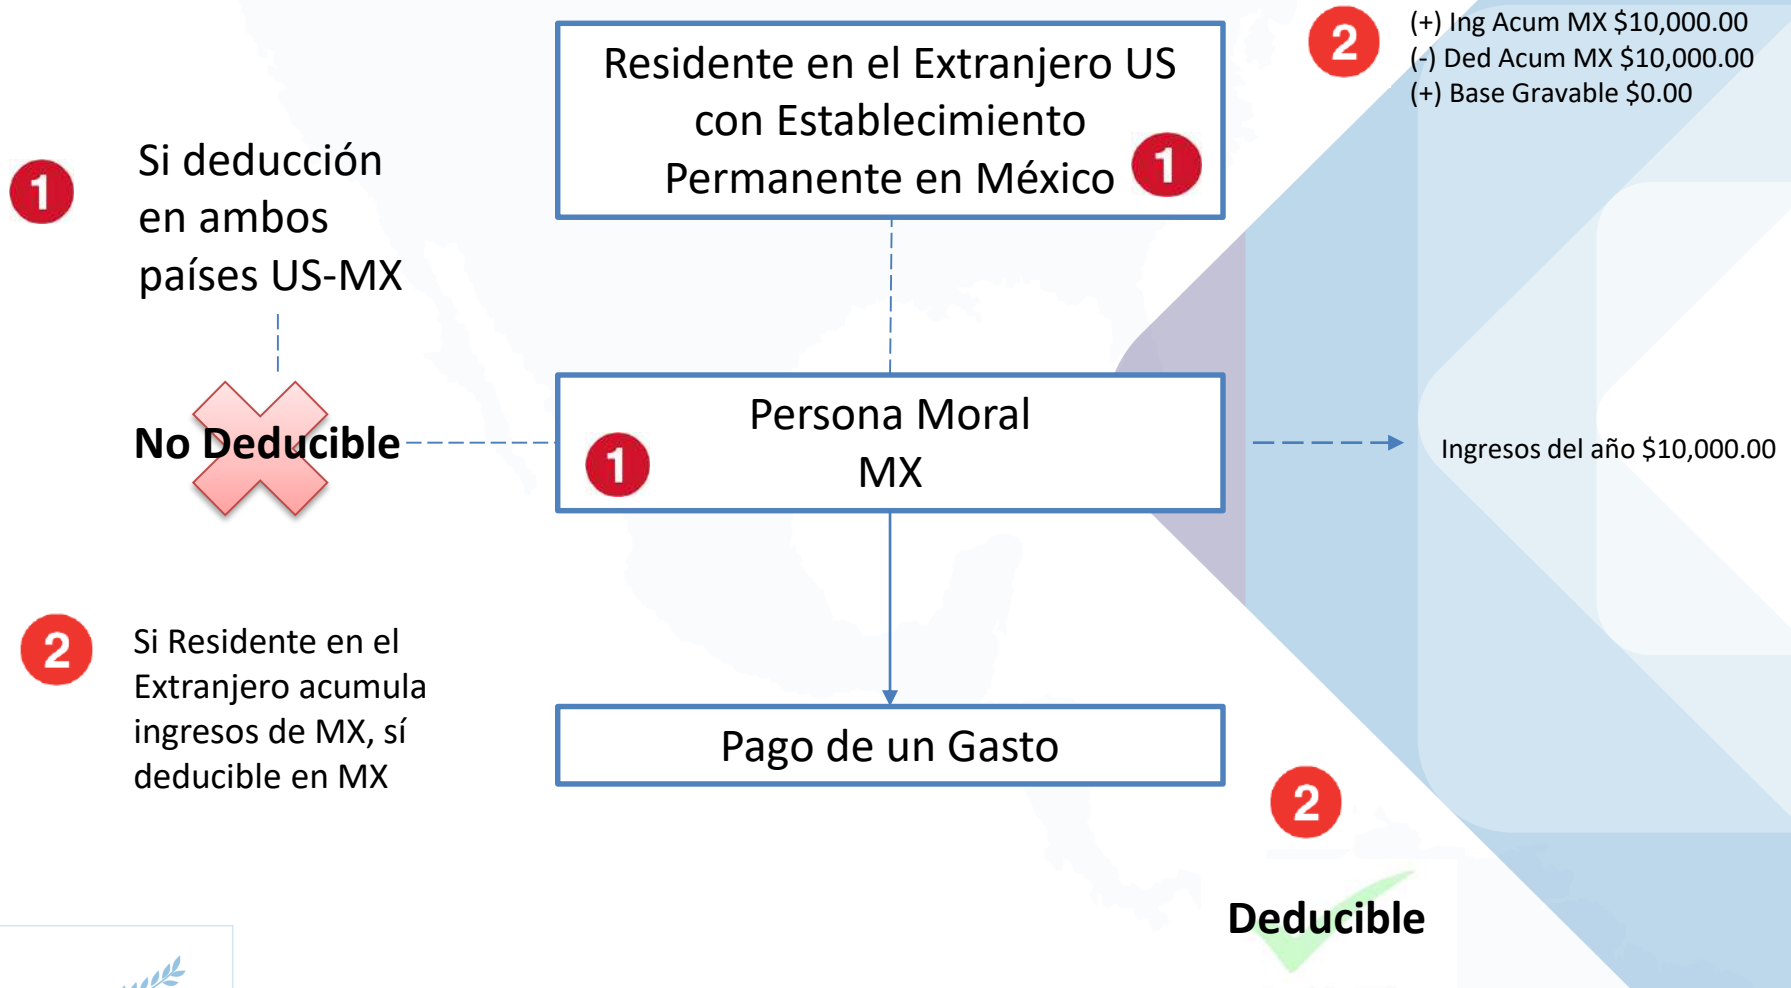 Residente en el Extranjero US
con Establecimiento
Permanente en México
1
2
(+) Ing Acum MX $10,000.00
(-) Ded Acum MX $10,000.00
(+) Base Gravable $0.00
1
Si deducción
en ambos
países US-MX
No Deducible
Persona Moral
MX
1
Ingresos del año $10,000.00
2
Si Residente en el
Extranjero acumula
ingresos de MX, sí
deducible en MX
Pago de un Gasto
2
Deducible